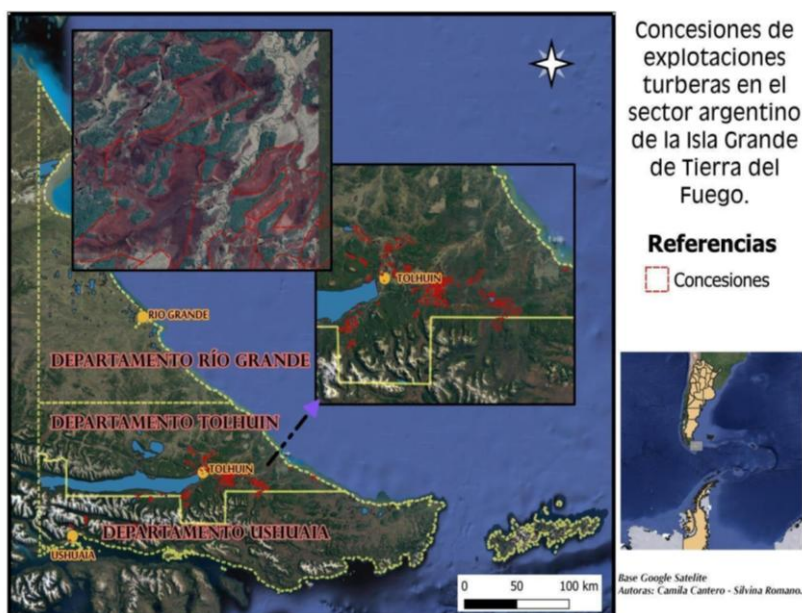 Concesiones de
explotaciones
turberas en el
sector argentino
de la Isla Grande
de Tierra del
Fuego.
Referencias
Concesiones
TOLHUIN
RIO GRANDE
DEPARTAMENTO RÍO GRANDE
DEPARTAMENTO TOLHUIN
TOLHUIN
DEPARTAMENTO USHUAIA
USHUAIA
0 50 100 km
Base Google Satelite
Autoras: Camila Cantero - Silvina Romano.